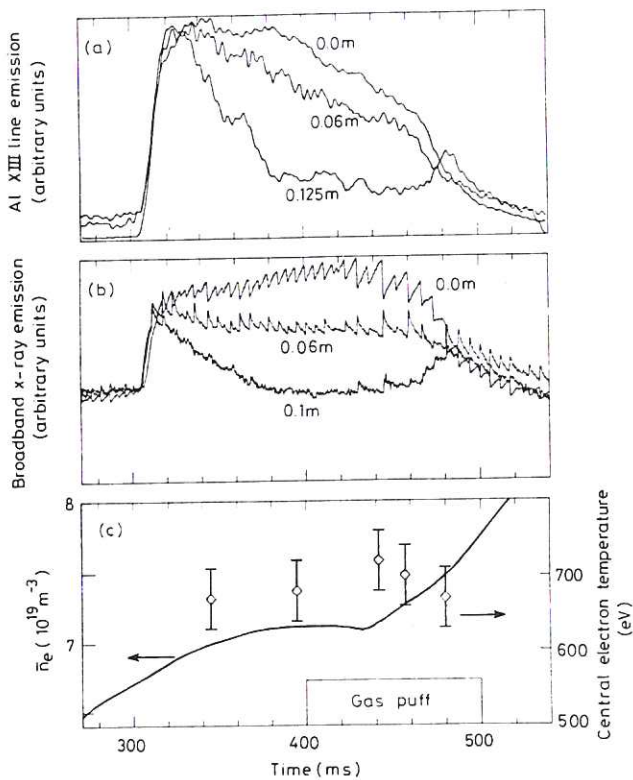 Al XIII line emission
(arbitrary units)
(a)
0.0m
0.06m
0.125m
Broadband x-ray emission
(arbitrary units)
(b)
0.0m
0.06m
0.1m
n̄e (10¹⁹m⁻³)
8
7
(c)
Gas puff
700
600
500
Central electron temperature
(eV)
300
400
500
Time (ms)